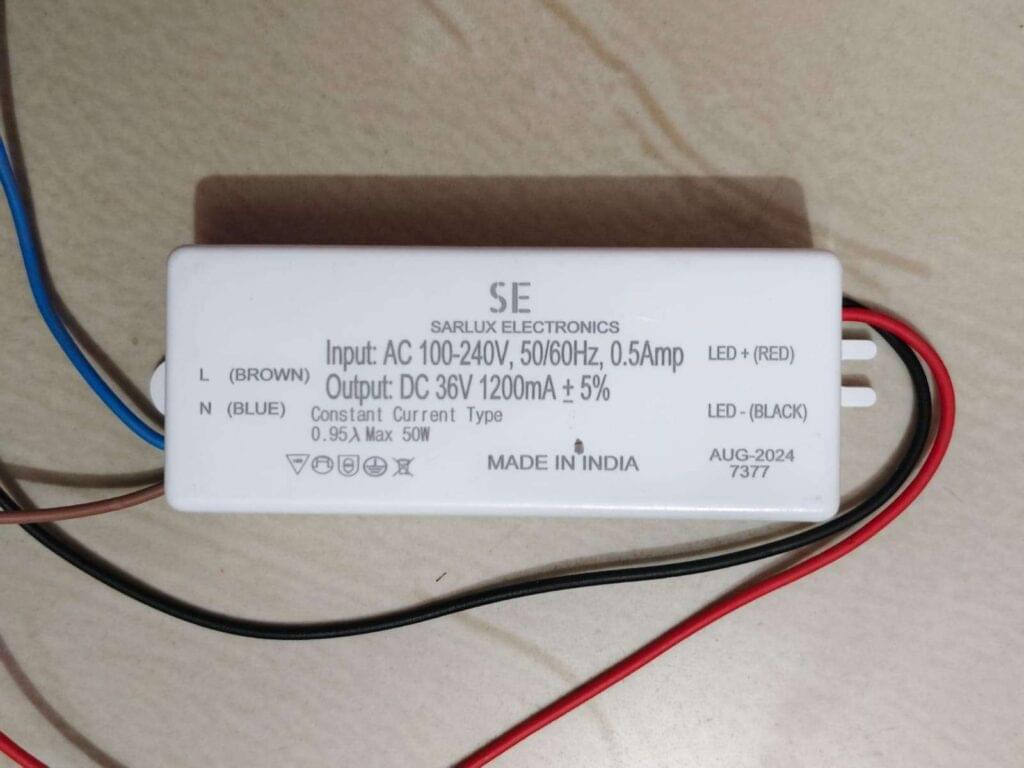 SE
SARLUX ELECTRONICS
Input: AC 100-240V, 50/60Hz, 0.5Amp
Output: DC 36V 1200mA ± 5%
Constant Current Type
0.95λ Max 50W
L (BROWN)
N (BLUE)
MADE IN INDIA
LED + (RED)
LED - (BLACK)
AUG-2024
7377